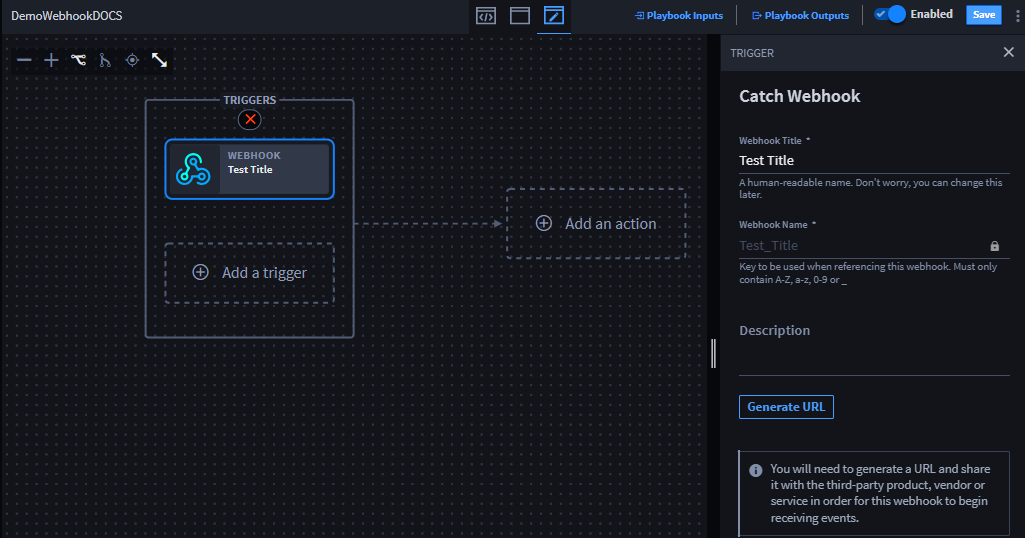 DemoWebhookDOCS
Playbook Inputs
Playbook Outputs
Enabled
Save
TRIGGERS
WEBHOOK
Test Title
Add a trigger
Add an action
TRIGGER
Catch Webhook
Webhook Title *
Test Title
A human-readable name. Don't worry, you can change this
later.
Webhook Name *
Test_Title
Key to be used when referencing this webhook. Must only
contain A-Z, a-z, 0-9 or _
Description
Generate URL
You will need to generate a URL and share
it with the third-party product, vendor or
service in order for this webhook to begin
receiving events.